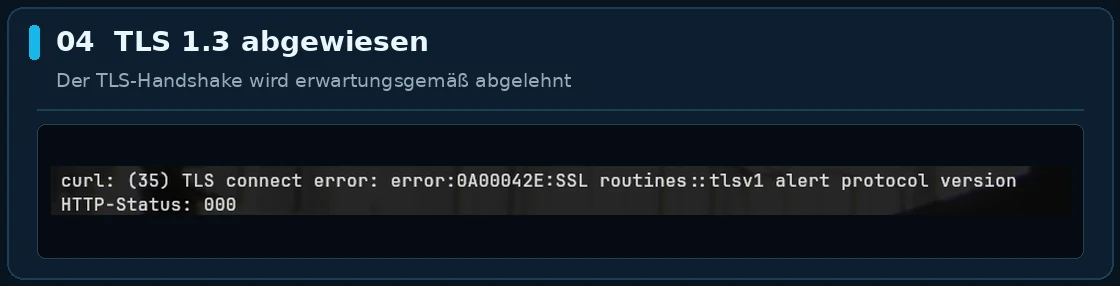 04 TLS 1.3 abgewiesen
Der TLS-Handshake wird erwartungsgemäß abgelehnt
curl: (35) TLS connect error: error:0A00042E:SSL routines::tlsv1 alert protocol version
HTTP-Status: 000